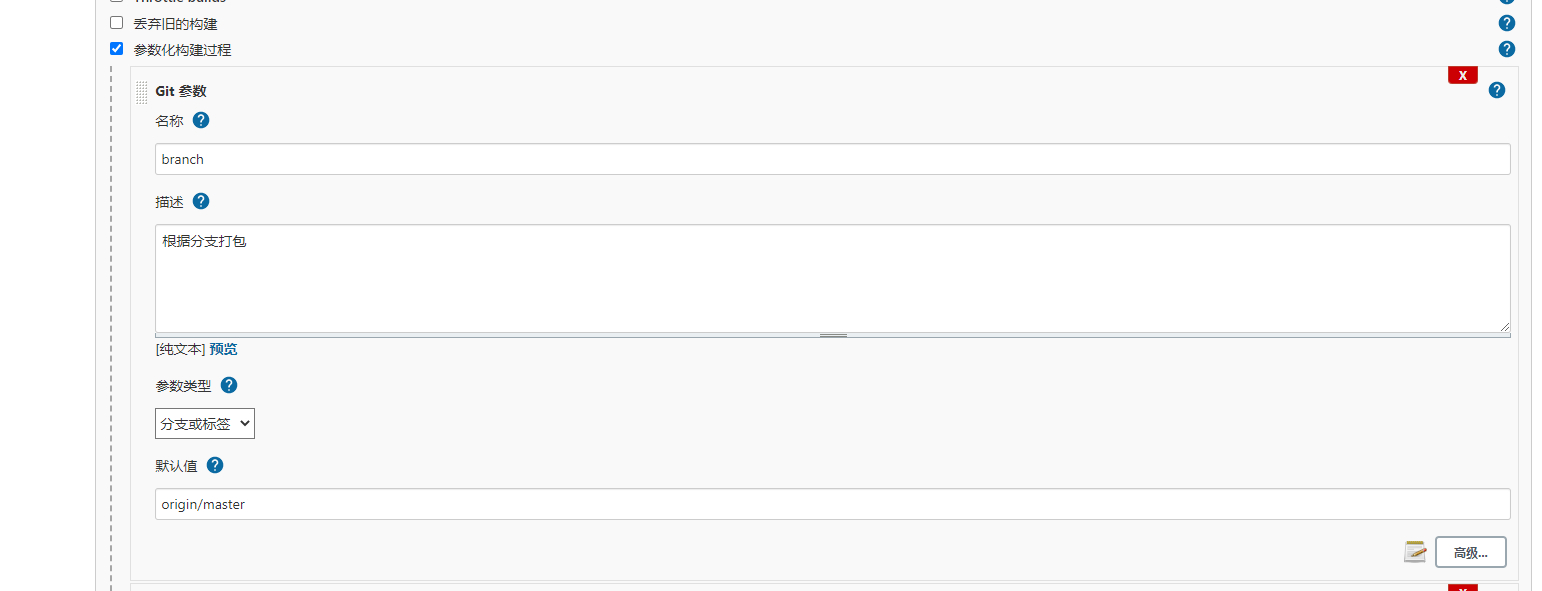 Throttle builds
丢弃旧的构建
参数化构建过程
X
Git 参数
名称
branch
描述
根据分支打包
[纯文本] 预览
参数类型
分支或标签
默认值
origin/master
高级...
X